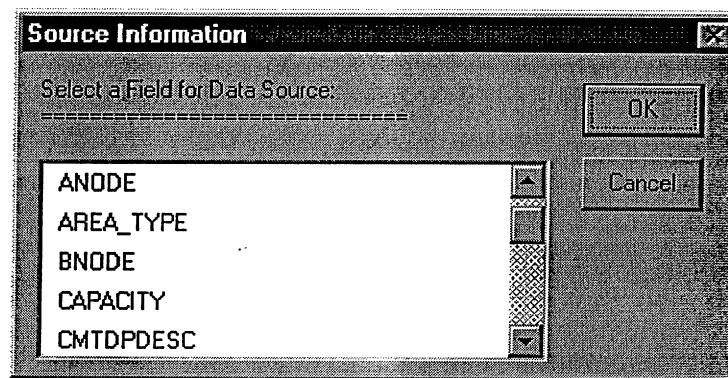 Source Information
Select a Field for Data Source:
==============================
OK
Cancel
ANODE
AREA_TYPE
BNODE
CAPACITY
CMTDPDESC